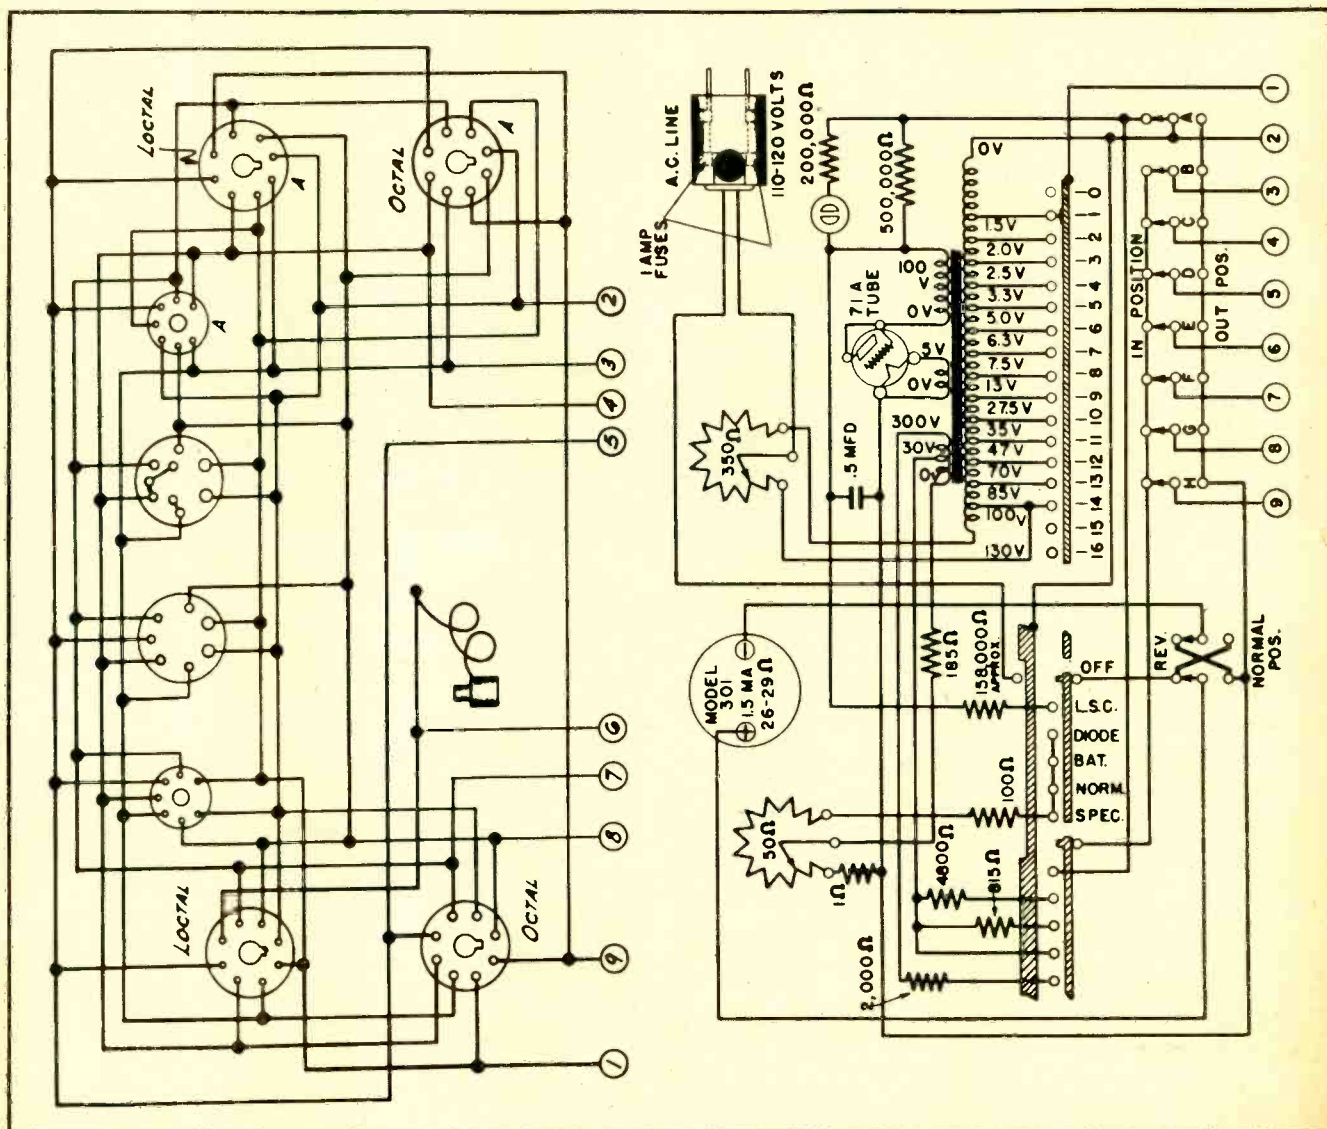 LOCTAL
A
OCTAL
A
A
2
3
4
5
6
7
8
9
1
LOCTAL
OCTAL
A.C. LINE
110-120 VOLTS
1 AMP
FUSES
200,000Ω
500,000Ω
100
V
0V
71A
TUBE
5V
0V
300V
30V
0V
.5 MFD
350Ω
0V
1.5V
2.0V
2.5V
3.3V
5.0V
6.3V
7.5V
13V
27.5V
35V
47V
70V
85V
100V
130V
-0
-1
-2
-3
-4
-5
-6
-7
-8
-9
-10
-11
-12
-13
-14
-15
-16
IN POSITION
OUT POS.
A
B
C
D
E
F
G
H
1
2
3
4
5
6
7
8
9
MODEL
301
1.5 MA
26-29Ω
185Ω
158,000Ω
APPROX.
OFF
L.S.C.
DIODE
BAT.
NORM.
SPEC.
REV.
NORMAL
POS.
50Ω
1Ω
100Ω
4800Ω
815Ω
2,000Ω